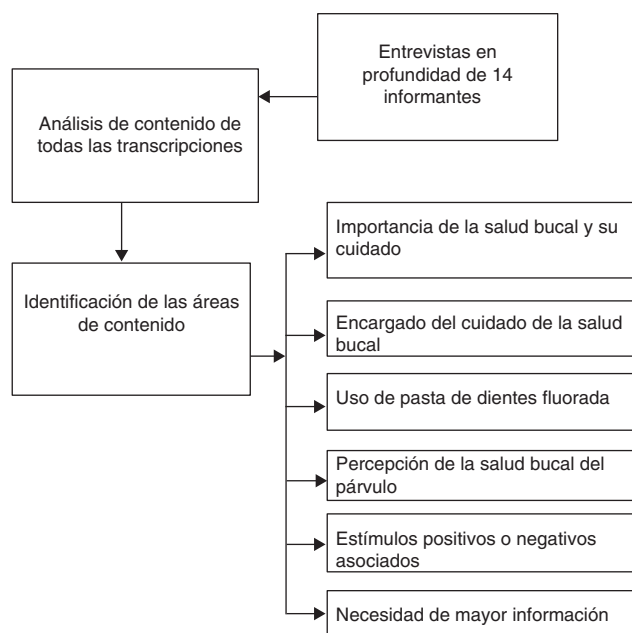 Entrevistas en
profundidad de 14
informantes
Análisis de contenido de
todas las transcripciones
Identificación de las áreas
de contenido
Importancia de la salud bucal y su
cuidado
Encargado del cuidado de la salud
bucal
Uso de pasta de dientes fluorada
Percepción de la salud bucal del
párvulo
Estímulos positivos o negativos
asociados
Necesidad de mayor información